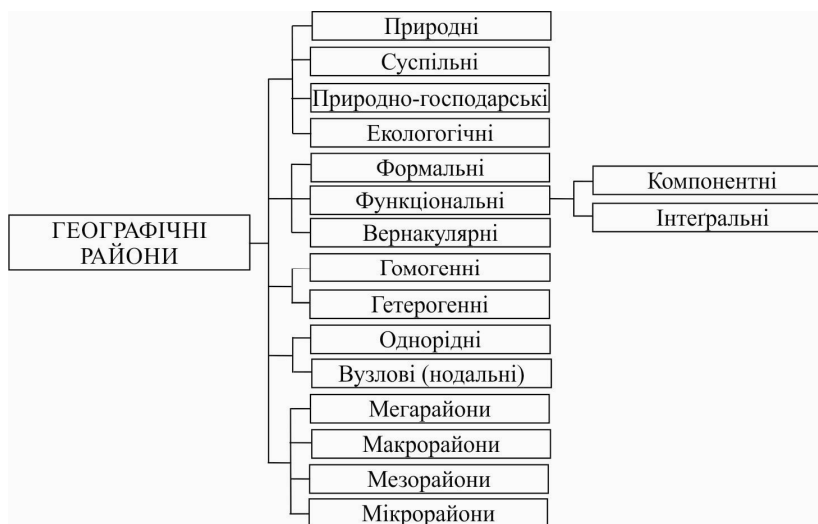 Природні
Суспільні
Природно-господарські
Екологогічні
Формальні
Функціональні
Вернакулярні
Гомогенні
Гетерогенні
Однорідні
Вузлові (нодальні)
Мегарайони
Макрорайони
Мезорайони
Мікрорайони
ГЕОГРАФІЧНІ
РАЙОНИ
Компонентні
Інтеґральні